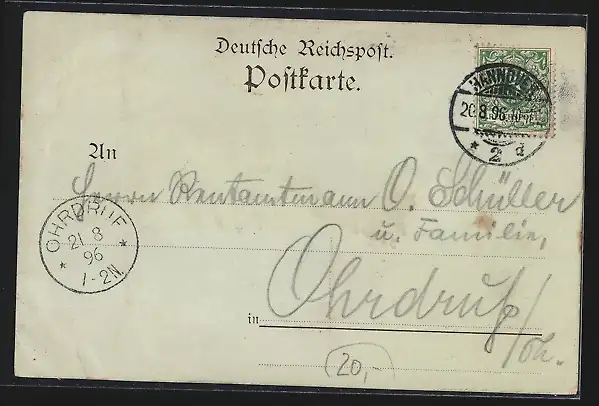 Deutsche Reichspost.
Postkarte.
HANNOVER
20.8.96.
* 2 d
An
Herrn Rentamtmann O. Schüller
u. Familie,
OHRDRUF
21 8
96
* 1-2N. *
in Ohrdruf/
Th.
20,-